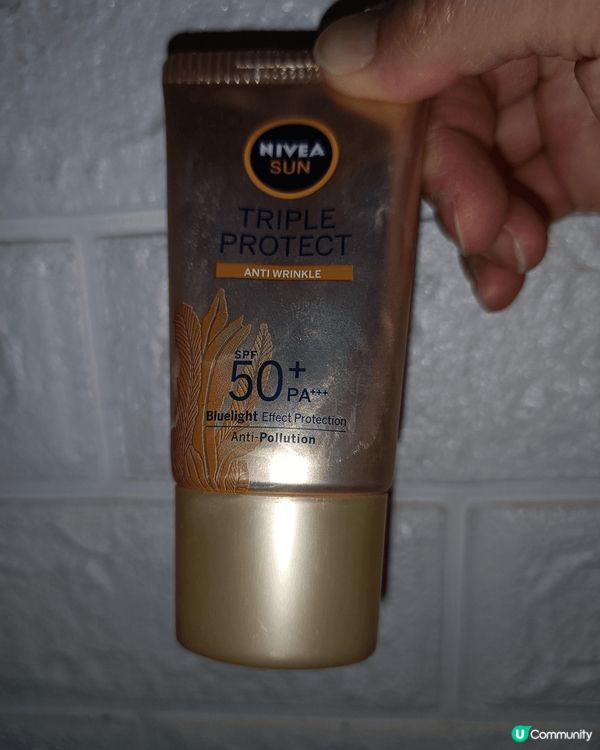 NIVEA
SUN
TRIPLE
PROTECT
ANTI WRINKLE
SPF
50+
PA+++
Bluelight Effect Protection
Anti-Pollution
U Community